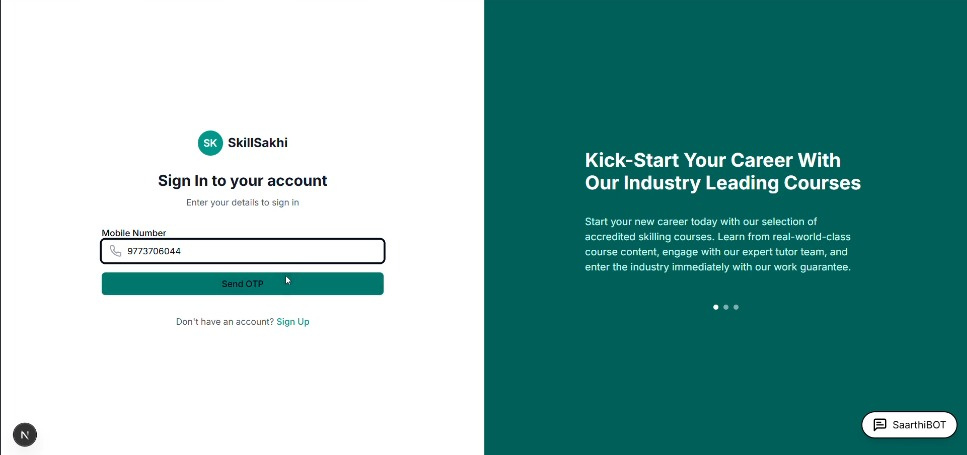 SK SkillSakhi
Sign In to your account
Enter your details to sign in
Mobile Number
9773706044
Send OTP
Don't have an account? Sign Up
N
Kick-Start Your Career With
Our Industry Leading Courses
Start your new career today with our selection of
accredited skilling courses. Learn from real-world-class
course content, engage with our expert tutor team, and
enter the industry immediately with our work guarantee.
SaarthiBOT